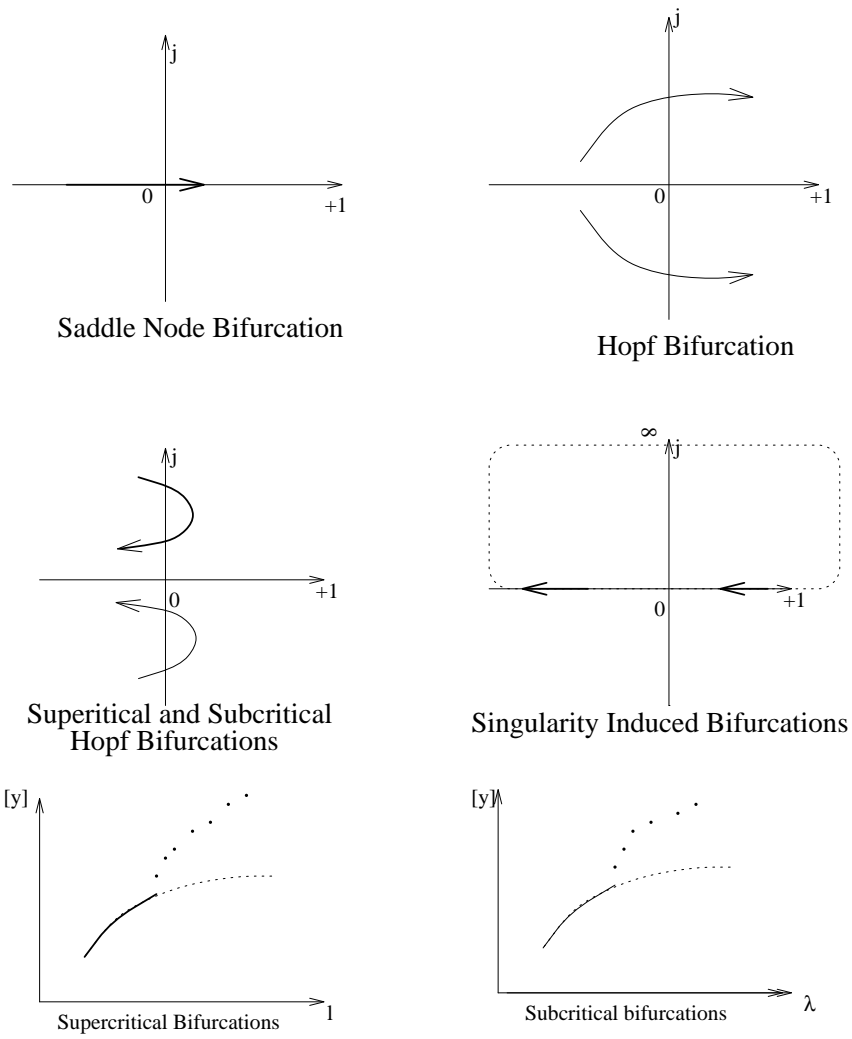 j
0
+1
Saddle Node Bifurcation
j
0
+1
Hopf Bifurcation
j
0
+1
Superitical and Subcritical
Hopf Bifurcations
∞
j
0
+1
Singularity Induced Bifurcations
[y]
1
Supercritical Bifurcations
[y]
λ
Subcritical bifurcations